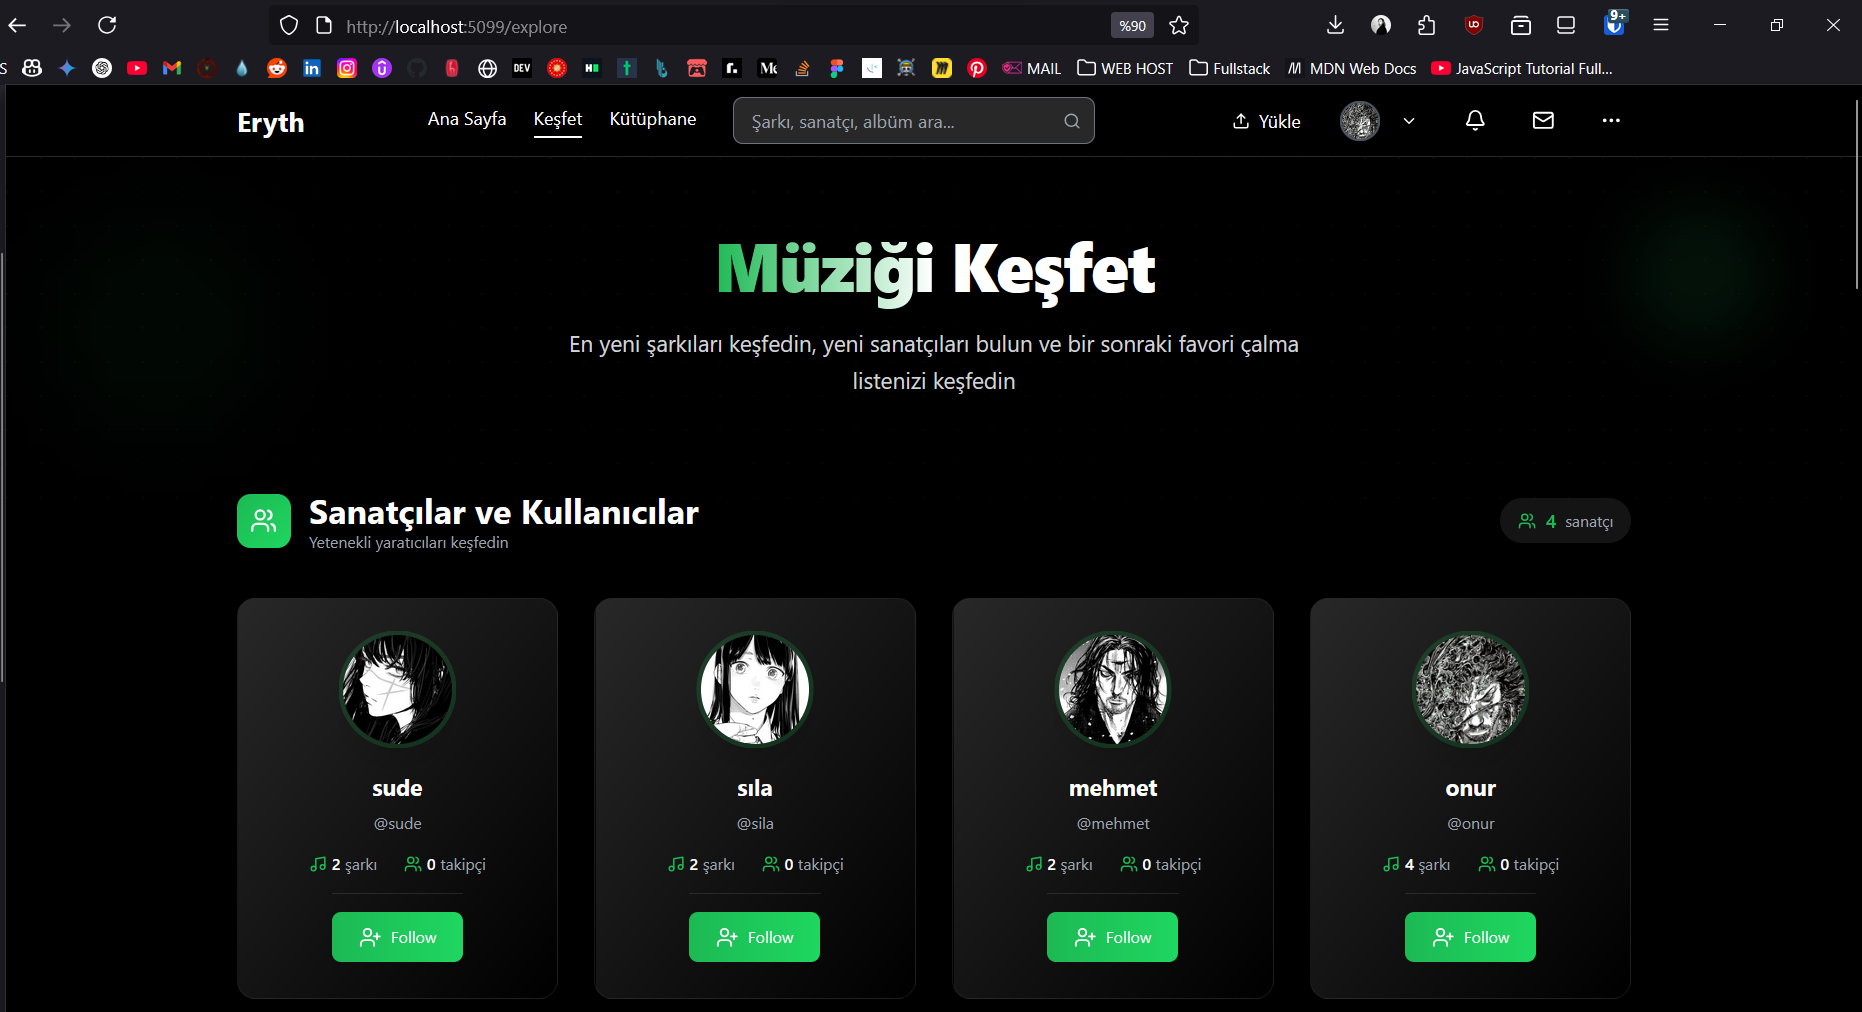 http://localhost:5099/explore
%90
9+
S
DEV
MAIL
WEB HOST
Fullstack
MDN Web Docs
JavaScript Tutorial Full...
Eryth
Ana Sayfa
Keşfet
Kütüphane
Şarkı, sanatçı, albüm ara...
Yükle
Müziği Keşfet
En yeni şarkıları keşfedin, yeni sanatçıları bulun ve bir sonraki favori çalma
listenizi keşfedin
Sanatçılar ve Kullanıcılar
Yetenekli yaratıcıları keşfedin
4 sanatçı
sude
@sude
2 şarkı 0 takipçi
Follow
sıla
@sila
2 şarkı 0 takipçi
Follow
mehmet
@mehmet
2 şarkı 0 takipçi
Follow
onur
@onur
4 şarkı 0 takipçi
Follow